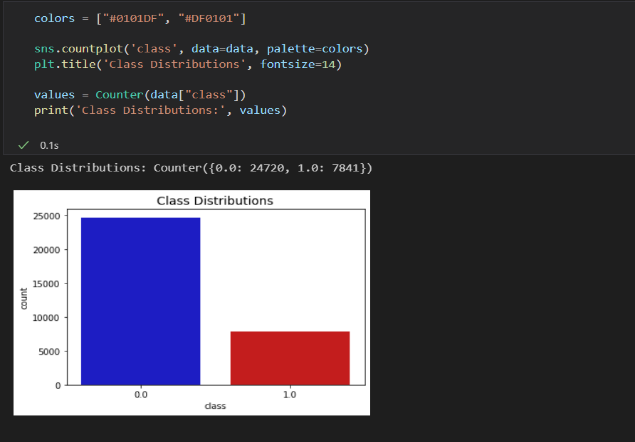 colors = ["#0101DF", "#DF0101"]
sns.countplot('class', data=data, palette=colors)
plt.title('Class Distributions', fontsize=14)
values = Counter(data["class"])
print('Class Distributions:', values)
✓ 0.1s
Class Distributions: Counter({0.0: 24720, 1.0: 7841})
Class Distributions
25000
20000
15000
10000
5000
0
count
0.0 1.0
class